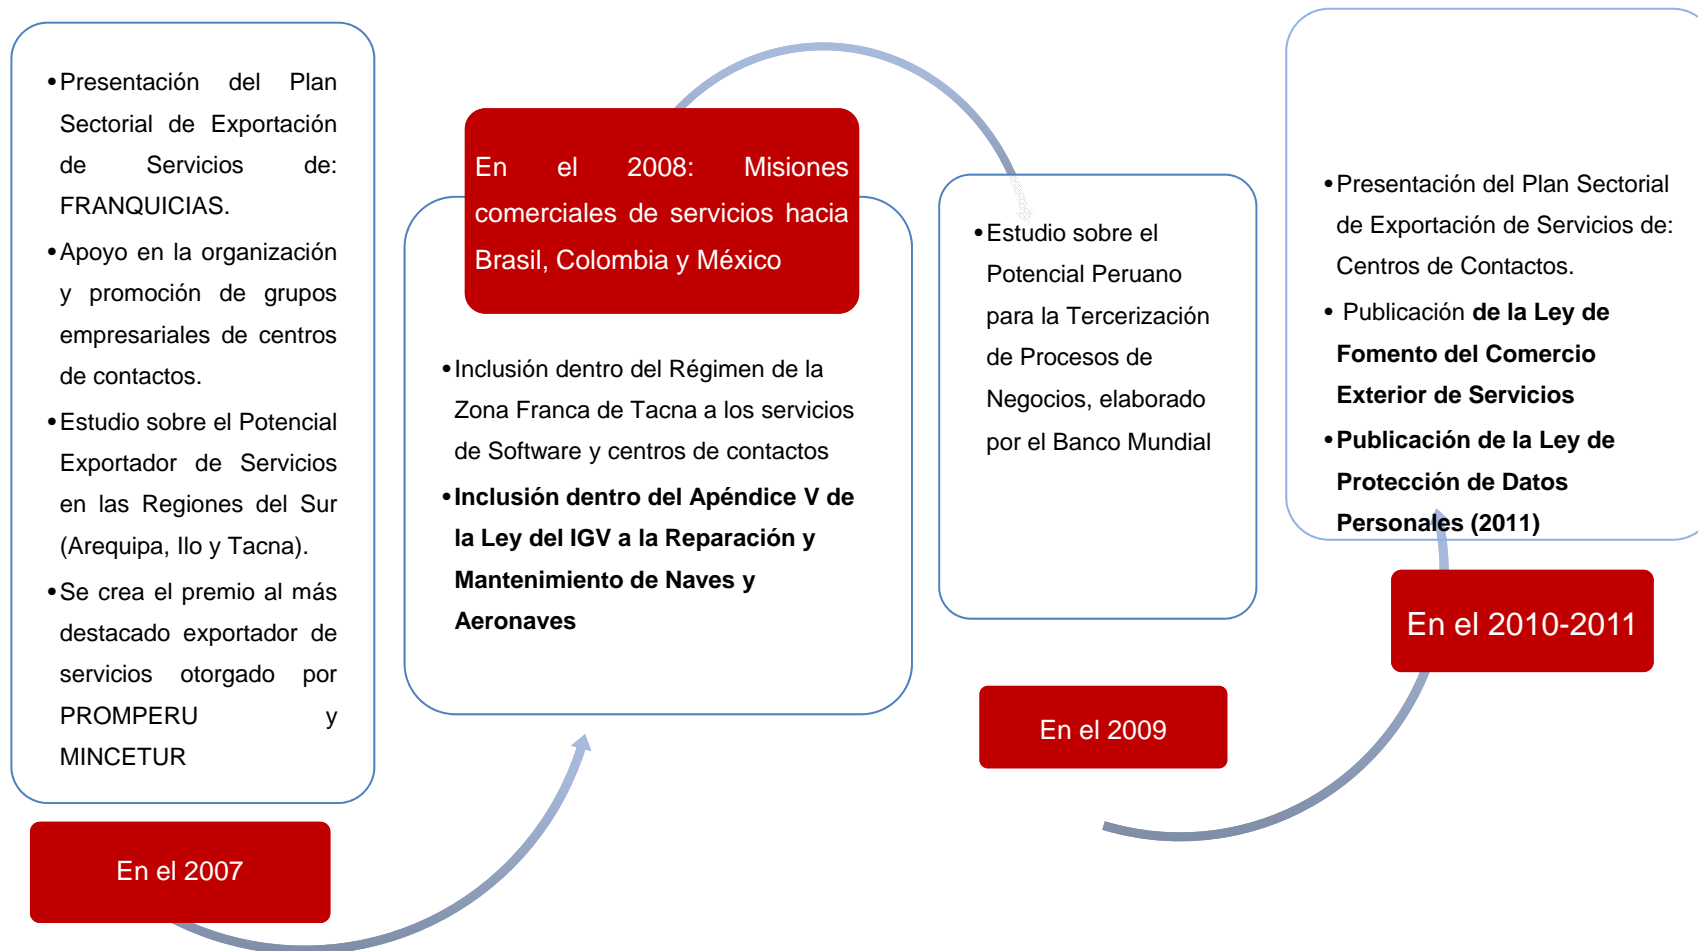 •Presentación del Plan
Sectorial de Exportación
de Servicios de:
FRANQUICIAS.
•Apoyo en la organización
y promoción de grupos
empresariales de centros
de contactos.
•Estudio sobre el Potencial
Exportador de Servicios
en las Regiones del Sur
(Arequipa, Ilo y Tacna).
•Se crea el premio al más
destacado exportador de
servicios otorgado por
PROMPERU y
MINCETUR
En el 2007
En el 2008: Misiones
comerciales de servicios hacia
Brasil, Colombia y México
•Inclusión dentro del Régimen de la
Zona Franca de Tacna a los servicios
de Software y centros de contactos
•Inclusión dentro del Apéndice V de
la Ley del IGV a la Reparación y
Mantenimiento de Naves y
Aeronaves
•Estudio sobre el
Potencial Peruano
para la Tercerización
de Procesos de
Negocios, elaborado
por el Banco Mundial
En el 2009
•Presentación del Plan Sectorial
de Exportación de Servicios de:
Centros de Contactos.
• Publicación de la Ley de
Fomento del Comercio
Exterior de Servicios
•Publicación de la Ley de
Protección de Datos
Personales (2011)
En el 2010-2011